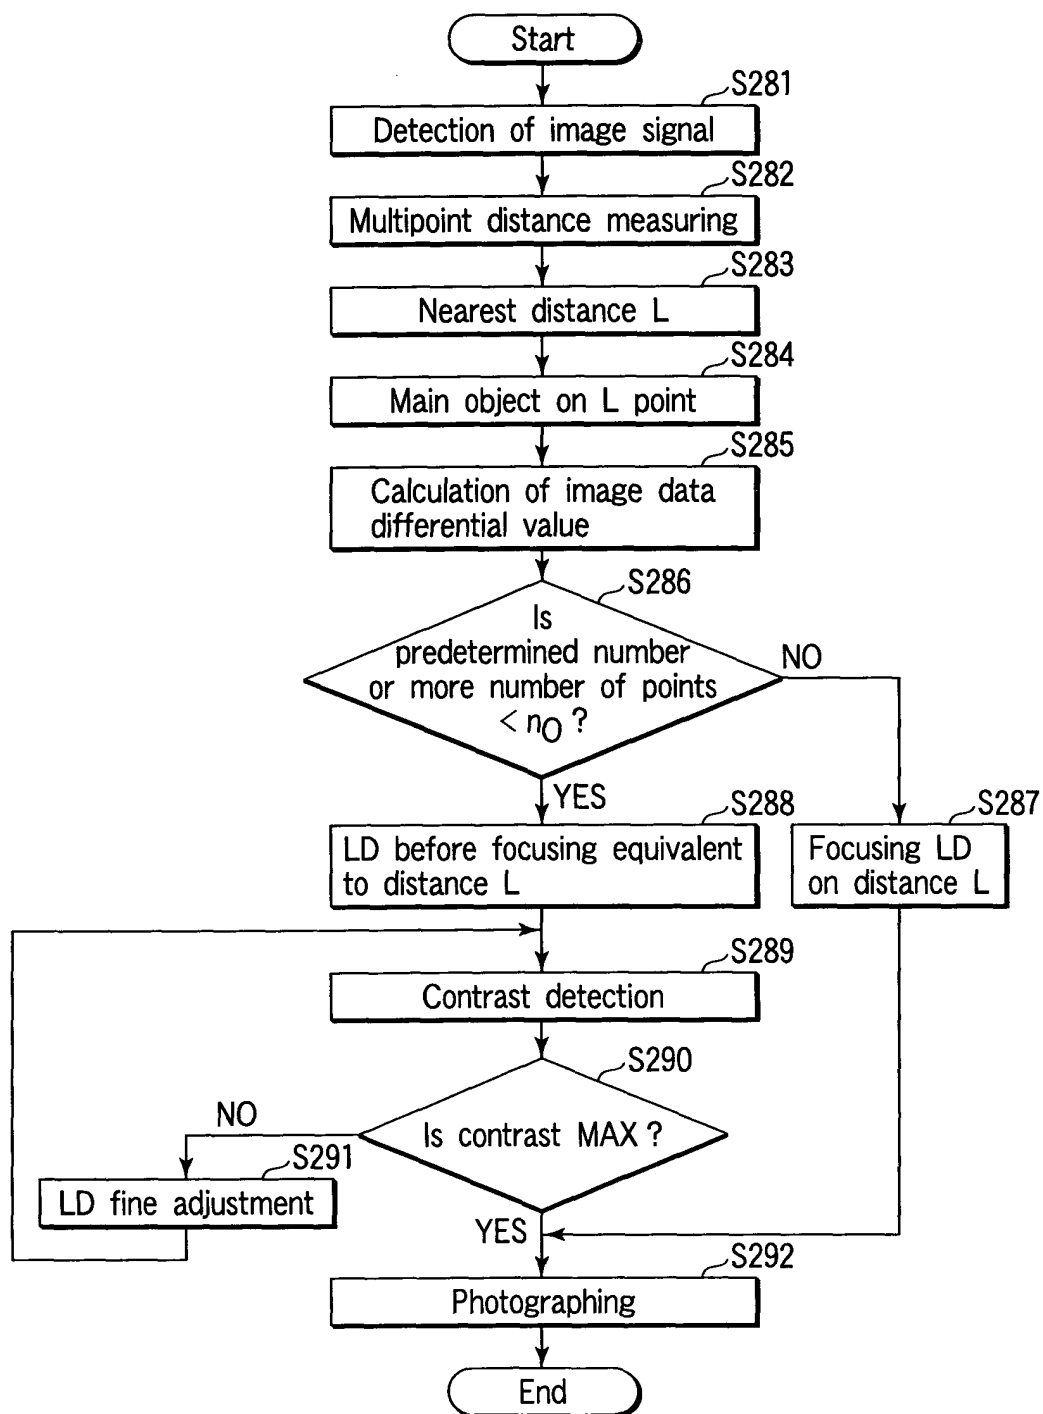 Start
S281
Detection of image signal
S282
Multipoint distance measuring
S283
Nearest distance L
S284
Main object on L point
S285
Calculation of image data
differential value
S286
Is
predetermined number
or more number of points
< n0 ?
NO
YES
S288
LD before focusing equivalent
to distance L
S287
Focusing LD
on distance L
S289
Contrast detection
S290
Is contrast MAX ?
NO
S291
LD fine adjustment
YES
S292
Photographing
End